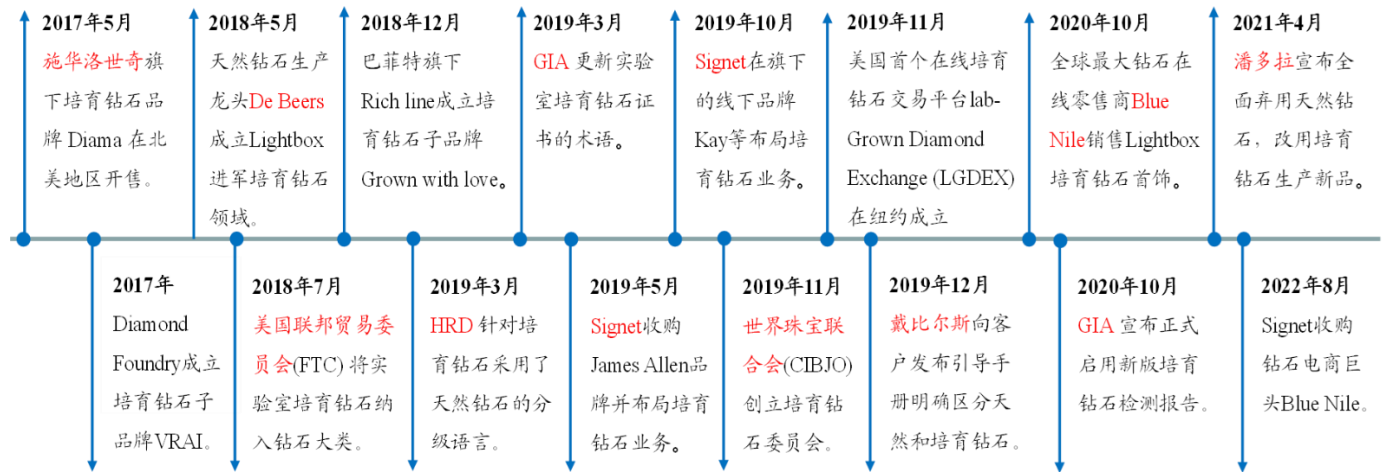 2017年5月
施华洛世奇旗
下培育钻石品
牌 Diama 在北
美地区开售。
2018年5月
天然钻石生产
龙头De Beers
成立Lightbox
进军培育钻石
领域。
2018年12月
巴菲特旗下
Rich line成立培
育钻石子品牌
Grown with love。
2019年3月
GIA 更新实验
室培育钻石证
书的术语。
2019年10月
Signet在旗下
的线下品牌
Kay等布局培
育钻石业务。
2019年11月
美国首个在线培育
钻石交易平台lab-
Grown Diamond
Exchange (LGDEX)
在纽约成立
2020年10月
全球最大钻石在
线零售商Blue
Nile销售Lightbox
培育钻石首饰。
2021年4月
潘多拉宣布全
面弃用天然钻
石，改用培育
钻石生产新品。
2017年
Diamond
Foundry成立
培育钻石子
品牌VRAI。
2018年7月
美国联邦贸易委
员会(FTC) 将实
验室培育钻石纳
入钻石大类。
2019年3月
HRD 针对培
育钻石采用了
天然钻石的分
级语言。
2019年5月
Signet收购
James Allen品
牌并布局培育
钻石业务。
2019年11月
世界珠宝联
合会(CIBJO)
创立培育钻
石委员会。
2019年12月
戴比尔斯向客
户发布引导手
册明确区分天
然和培育钻石。
2020年10月
GIA 宣布正式
启用新版培育
钻石检测报告。
2022年8月
Signet收购
钻石电商巨
头Blue Nile。